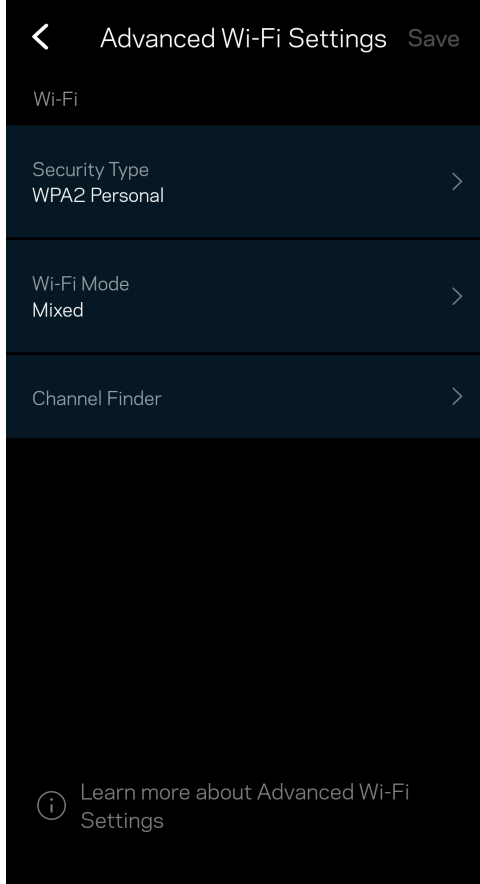 Advanced Wi-Fi Settings Save
Wi-Fi
Security Type
WPA2 Personal
Wi-Fi Mode
Mixed
Channel Finder
Learn more about Advanced Wi-Fi
Settings